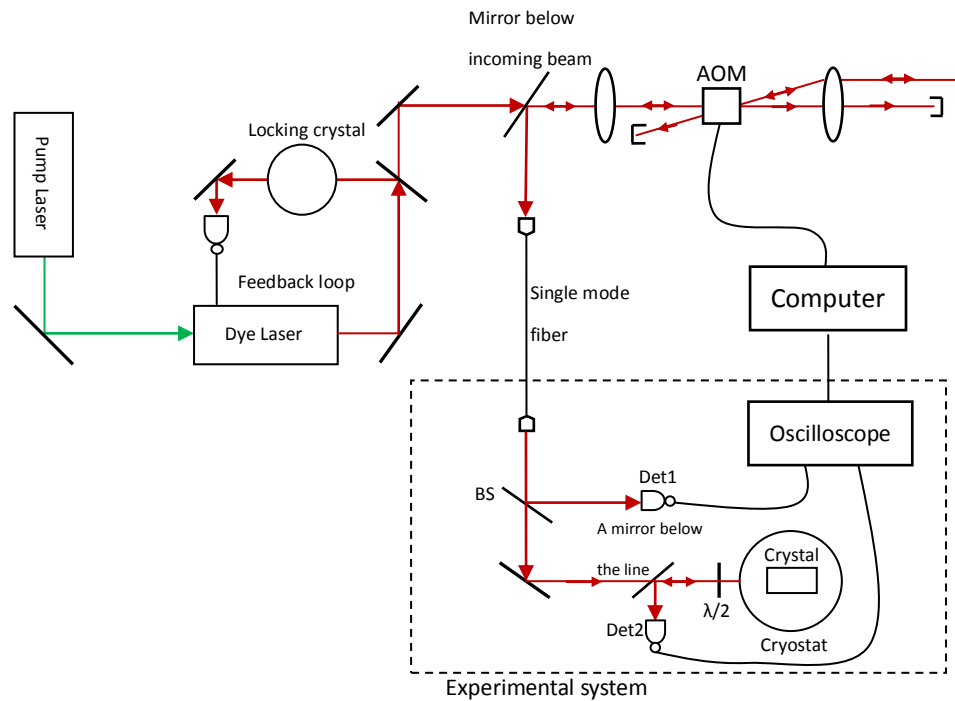 Mirror below
incoming beam
AOM
Locking crystal
Pump Laser
Feedback loop
Single mode
fiber
Computer
Dye Laser
Oscilloscope
Det1
BS
A mirror below
the line
Crystal
λ/2
Det2
Cryostat
Experimental system